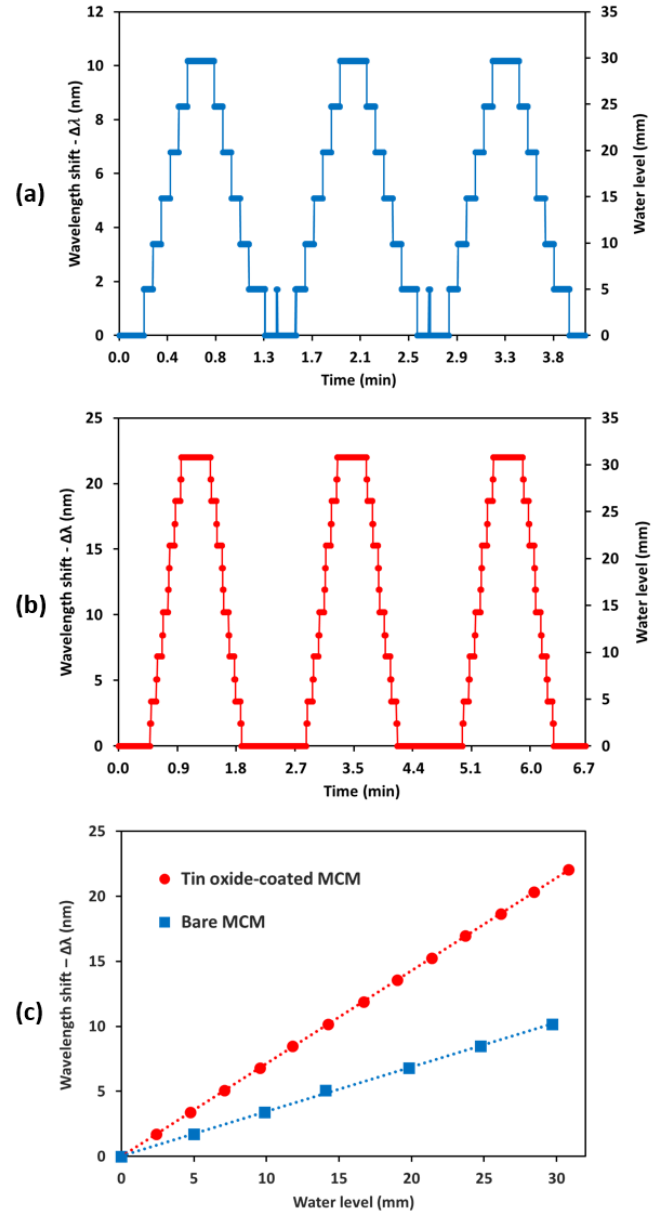 (a)
Wavelength shift - Δλ (nm)
12
10
8
6
4
2
0
35
30
25
20
15
10
5
0
Water level (mm)
0.0 0.4 0.8 1.3 1.7 2.1 2.5 2.9 3.3 3.8
Time (min)
(b)
Wavelength shift - Δλ (nm)
25
20
15
10
5
0
35
30
25
20
15
10
5
0
Water level (mm)
0.0 0.9 1.8 2.7 3.5 4.4 5.1 6.0 6.7
Time (min)
(c)
Wavelength shift – Δλ (nm)
25
20
15
10
5
0
Tin oxide-coated MCM
Bare MCM
0 5 10 15 20 25 30
Water level (mm)